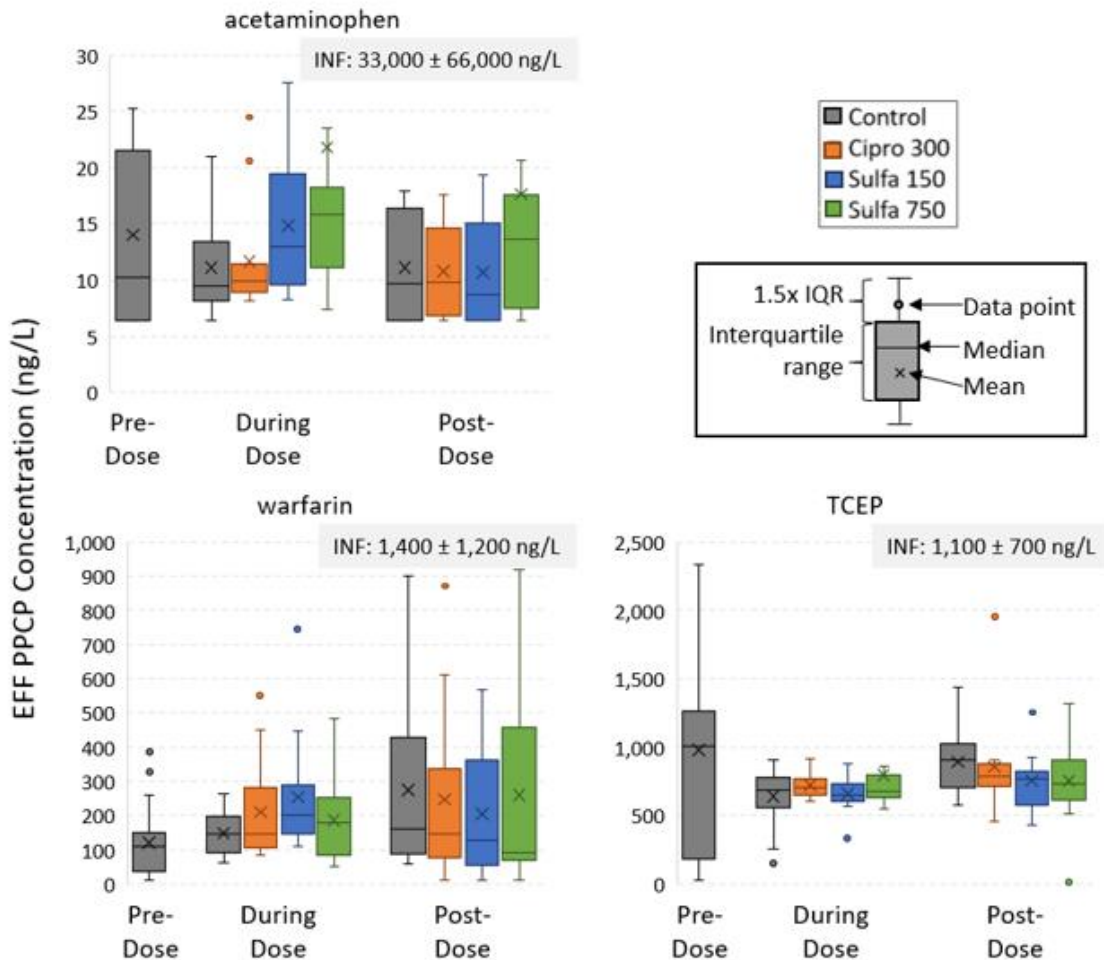 acetaminophen
INF: 33,000 ± 66,000 ng/L
30
25
20
15
10
5
0
Pre-
Dose
During
Dose
Post-
Dose
Control
Cipro 300
Sulfa 150
Sulfa 750
1.5x IQR
Data point
Interquartile
range
Median
Mean
EFF PPCP Concentration (ng/L)
warfarin
INF: 1,400 ± 1,200 ng/L
1,000
900
800
700
600
500
400
300
200
100
0
Pre-
Dose
During
Dose
Post-
Dose
TCEP
INF: 1,100 ± 700 ng/L
2,500
2,000
1,500
1,000
500
0
Pre-
Dose
During
Dose
Post-
Dose